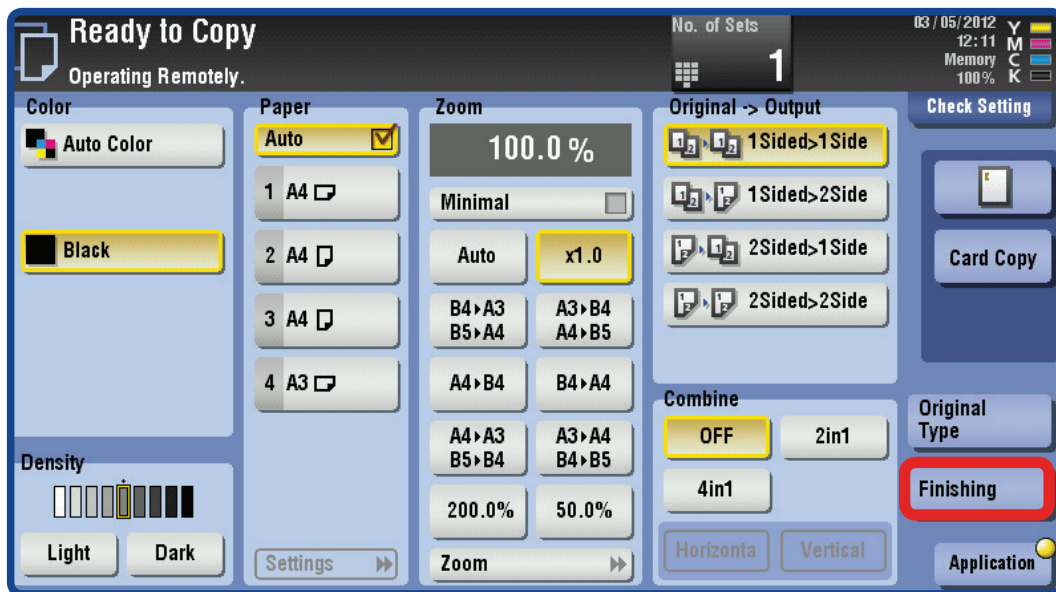 Ready to Copy
Operating Remotely.
No. of Sets
1
03/05/2012
12:11
Memory
100%
Y
M
C
K
Color
Auto Color
Black
Density
Light
Dark
Paper
Auto
1 A4
2 A4
3 A4
4 A3
Settings
Zoom
100.0 %
Minimal
Auto
x1.0
B4▸A3
B5▸A4
A3▸B4
A4▸B5
A4▸B4
B4▸A4
A4▸A3
B5▸B4
A3▸A4
B4▸B5
200.0%
50.0%
Zoom
Original -> Output
1Sided>1Side
1Sided>2Side
2Sided>1Side
2Sided>2Side
Combine
OFF
2in1
4in1
Horizonta
Vertical
Check Setting
Card Copy
Original
Type
Finishing
Application